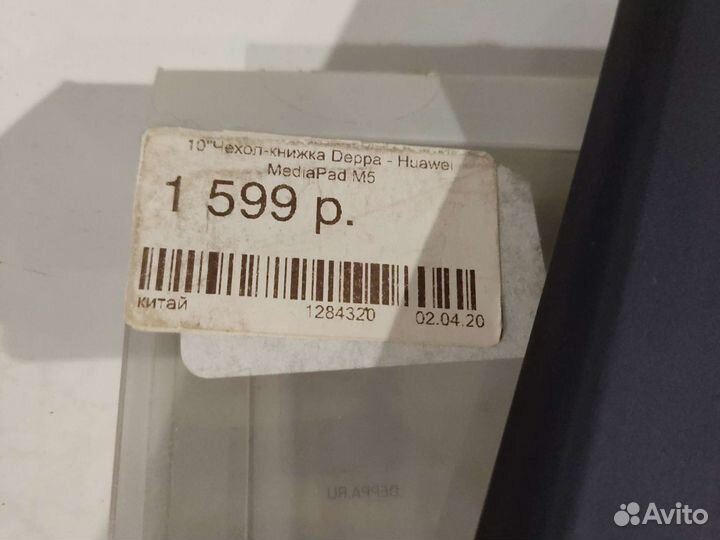 10"Чехол-книжка Deppa - Huawei
MediaPad M5
1 599 р.
китай
1284320
02.04.20
DEPPA.RU
Avito